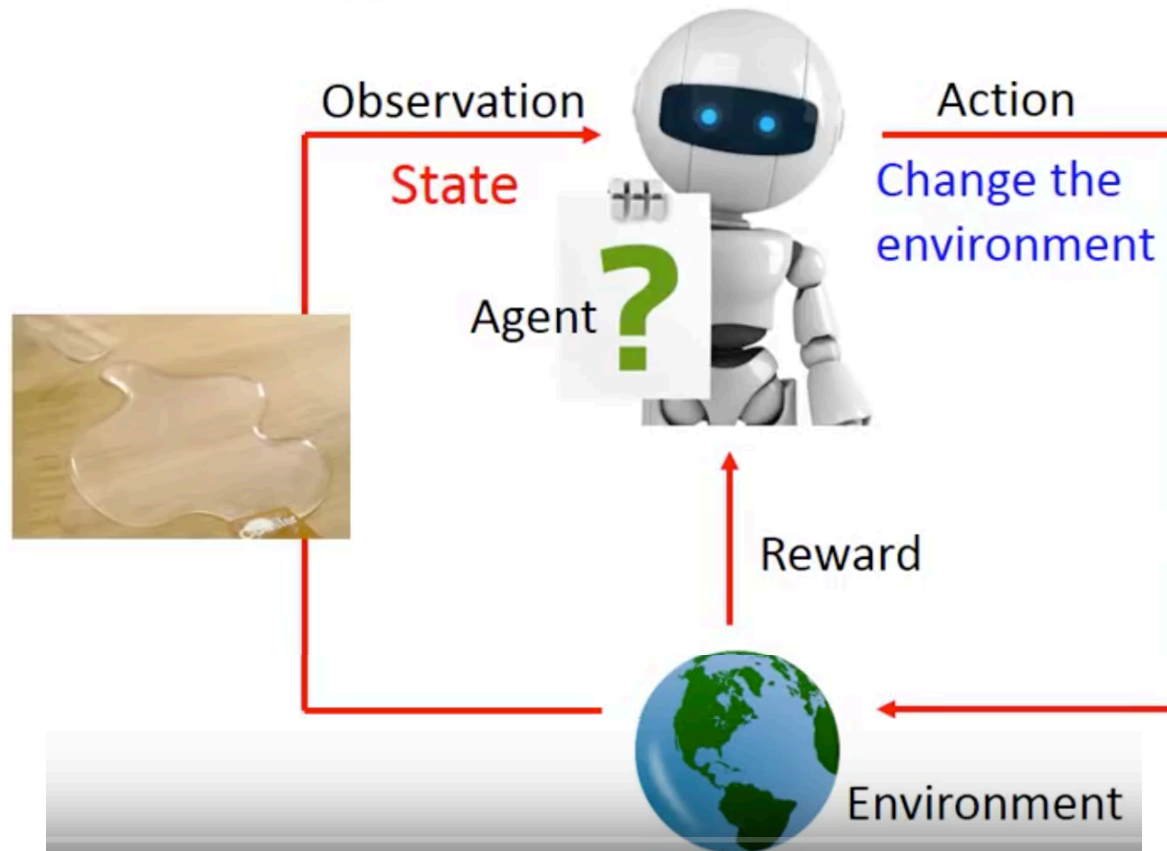 Observation
State
Agent
?
Action
Change the
environment
Reward
Environment